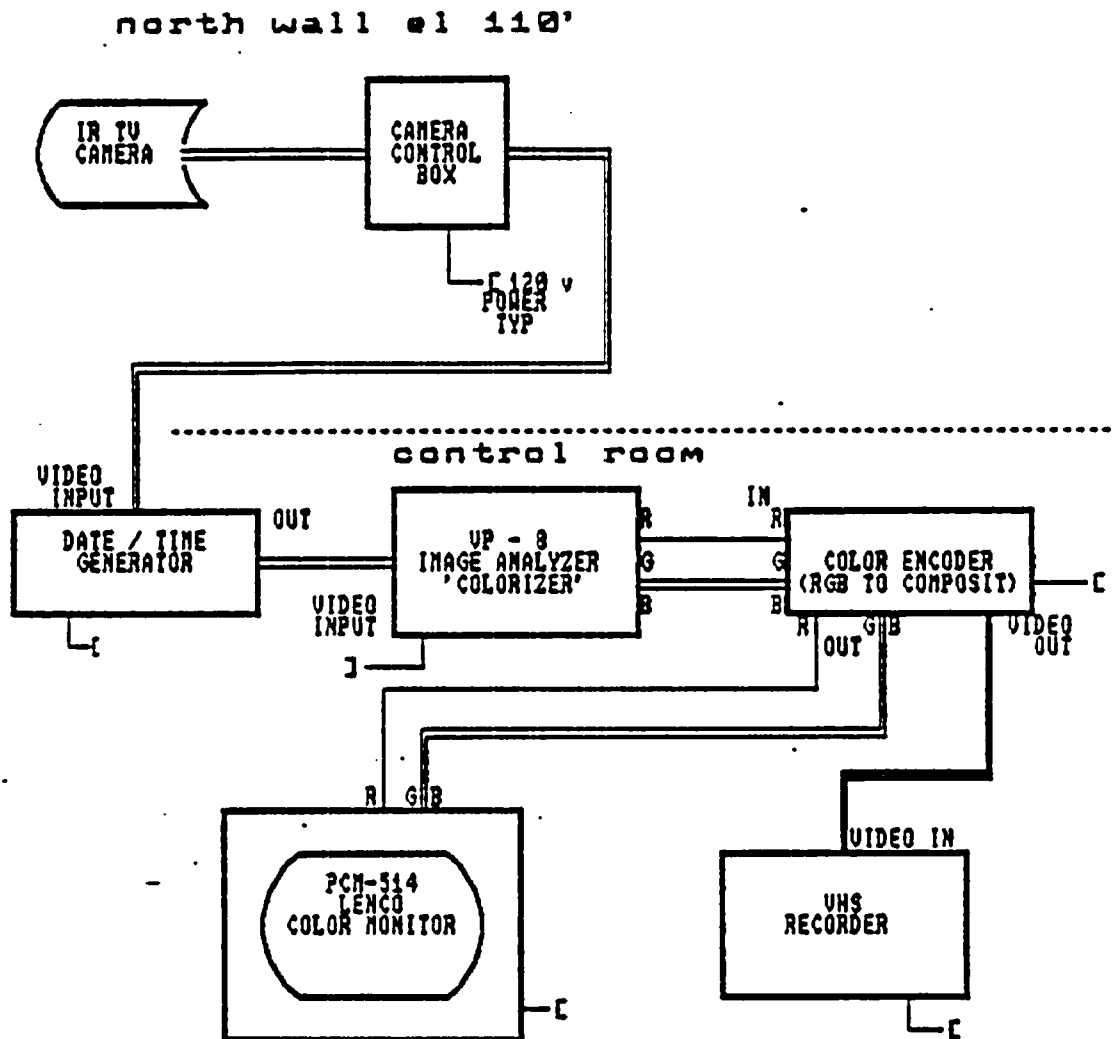 north wall el 110'
IR TV
CAMERA
CAMERA
CONTROL
BOX
120 v
POWER
TYP
control room
VIDEO
INPUT
OUT
DATE / TIME
GENERATOR
VIDEO
INPUT
VP - 8
IMAGE ANALYZER
'COLORIZER'
R
G
B
IN
R
G
B
COLOR ENCODER
(RGB TO COMPOSIT)
R
G B
OUT
VIDEO
OUT
R
G B
PCM-514
LENCO
COLOR MONITOR
VIDEO IN
VHS
RECORDER